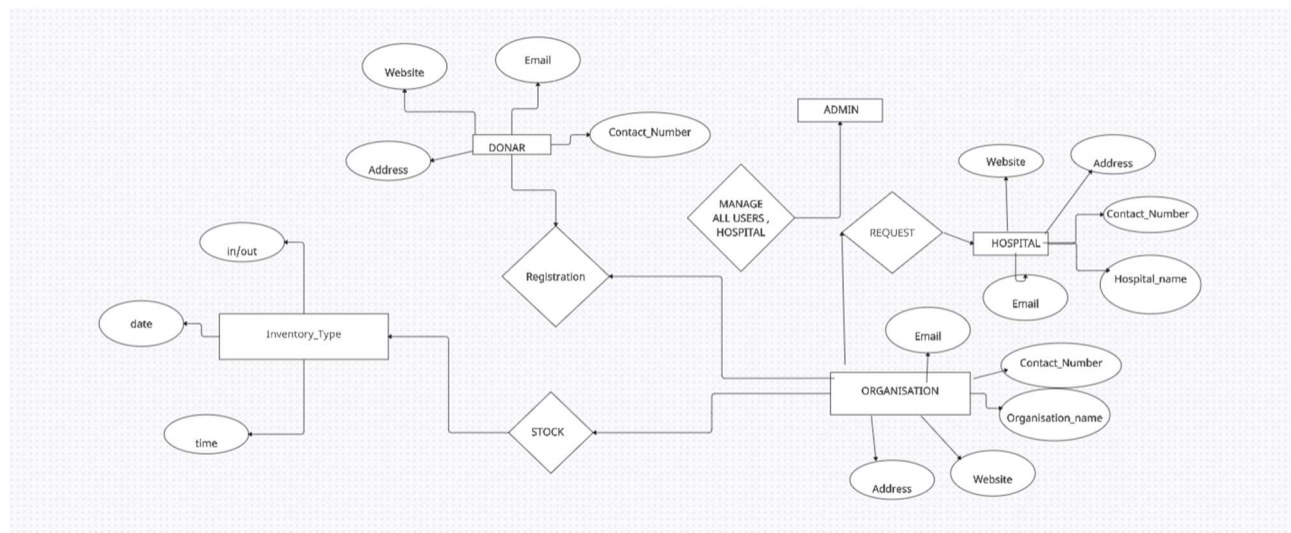 Email
Website
ADMIN
Contact_Number
DONAR
Address
Website
Address
MANAGE
ALL USERS ,
HOSPITAL
REQUEST
Contact_Number
HOSPITAL
in/out
Registration
Hospital_name
Email
date
Inventory_Type
Email
Contact_Number
ORGANISATION
Organisation_name
time
STOCK
Address
Website